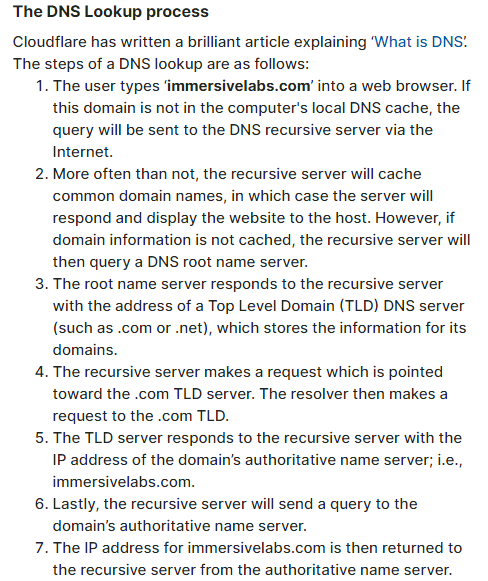 The DNS Lookup process
Cloudflare has written a brilliant article explaining ‘What is DNS’.
The steps of a DNS lookup are as follows:
1. The user types ‘immersivelabs.com’ into a web browser. If
this domain is not in the computer's local DNS cache, the
query will be sent to the DNS recursive server via the
Internet.
2. More often than not, the recursive server will cache
common domain names, in which case the server will
respond and display the website to the host. However, if
domain information is not cached, the recursive server will
then query a DNS root name server.
3. The root name server responds to the recursive server
with the address of a Top Level Domain (TLD) DNS server
(such as .com or .net), which stores the information for its
domains.
4. The recursive server makes a request which is pointed
toward the .com TLD server. The resolver then makes a
request to the .com TLD.
5. The TLD server responds to the recursive server with the
IP address of the domain’s authoritative name server; i.e.,
immersivelabs.com.
6. Lastly, the recursive server will send a query to the
domain’s authoritative name server.
7. The IP address for immersivelabs.com is then returned to
the recursive server from the authoritative name server.